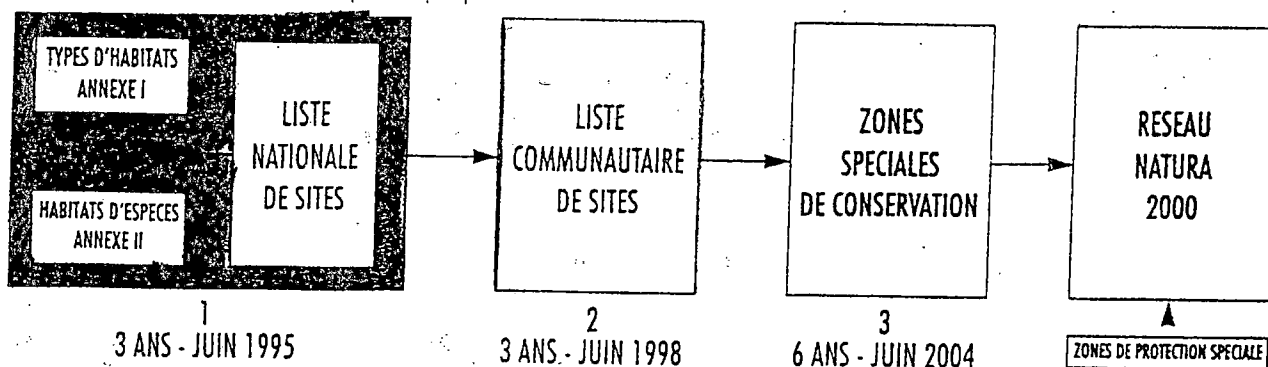 TYPES D'HABITATS
ANNEXE I
HABITATS D'ESPECES
ANNEXE II
LISTE
NATIONALE
DE SITES
1
3 ANS - JUIN 1995
LISTE
COMMUNAUTAIRE
DE SITES
2
3 ANS - JUIN 1998
ZONES
SPECIALES
DE CONSERVATION
3
6 ANS - JUIN 2004
RESEAU
NATURA
2000
ZONES DE PROTECTION SPECIALE